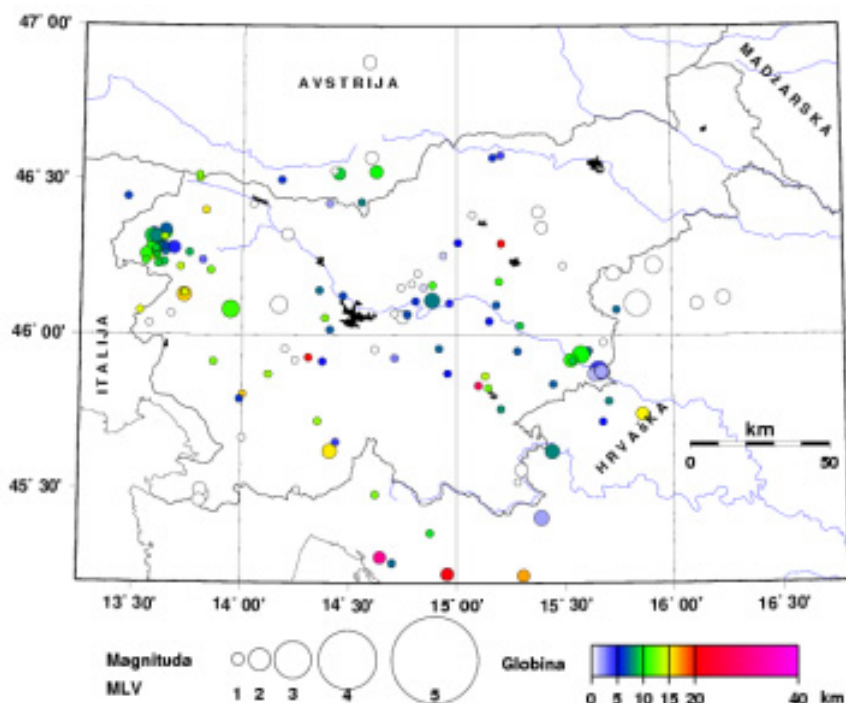 47° 00'
AVSTRIJA
MADŽARSKA
46° 30'
46° 00'
ITALIJA
HRVAšKA
km
0 50
45° 30'
13° 30' 14° 00' 14° 30' 15° 00' 15° 30' 16° 00' 16° 30'
Magnituda
MLV
1 2 3 4 5
Globina
0 5 10 15 20 40 km